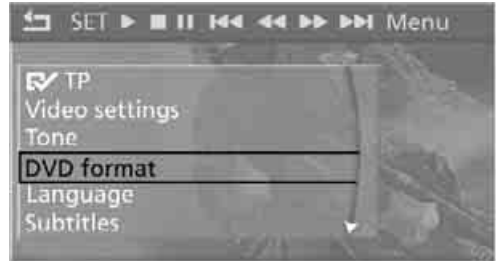 SET Menu
TP
Video settings
Tone
DVD format
Language
Subtitles